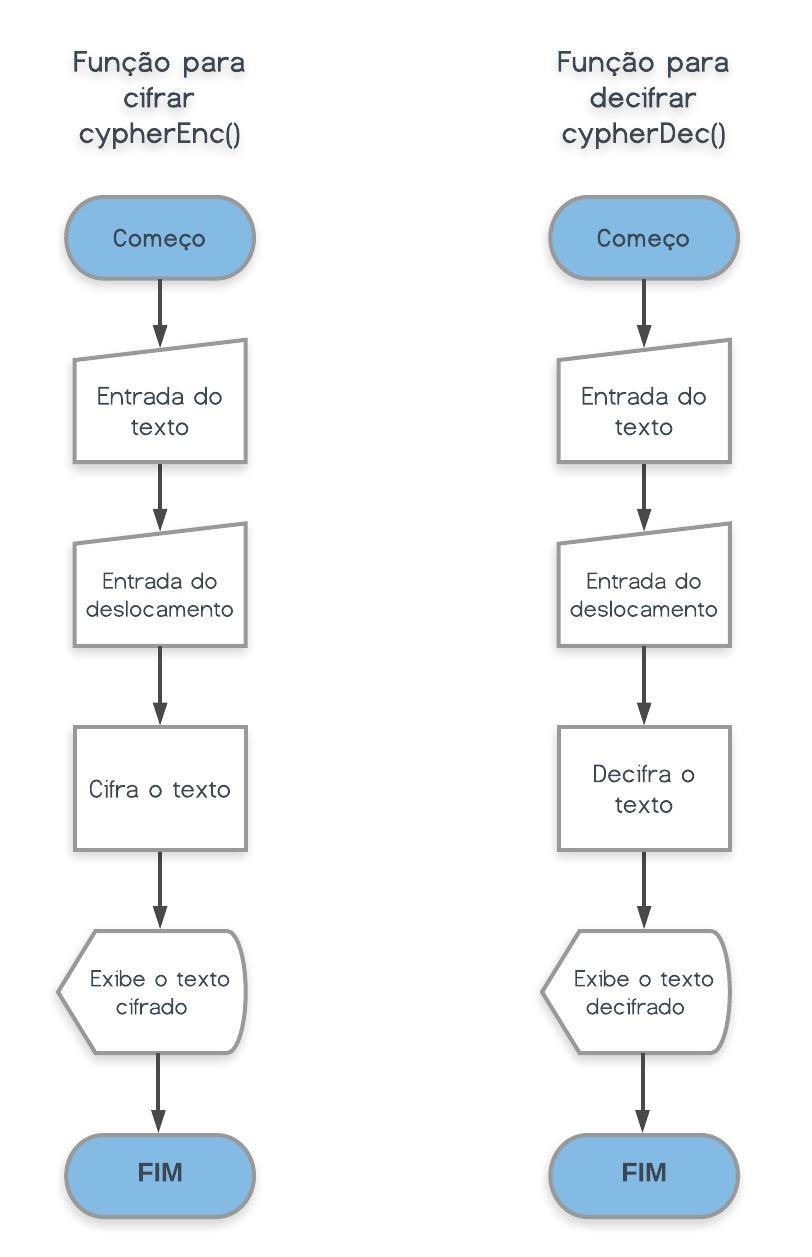 Função para
cifrar
cypherEnc()
Começo
Entrada do
texto
Entrada do
deslocamento
Cifra o texto
Exibe o texto
cifrado
FIM
Função para
decifrar
cypherDec()
Começo
Entrada do
texto
Entrada do
deslocamento
Decifra o
texto
Exibe o texto
decifrado
FIM